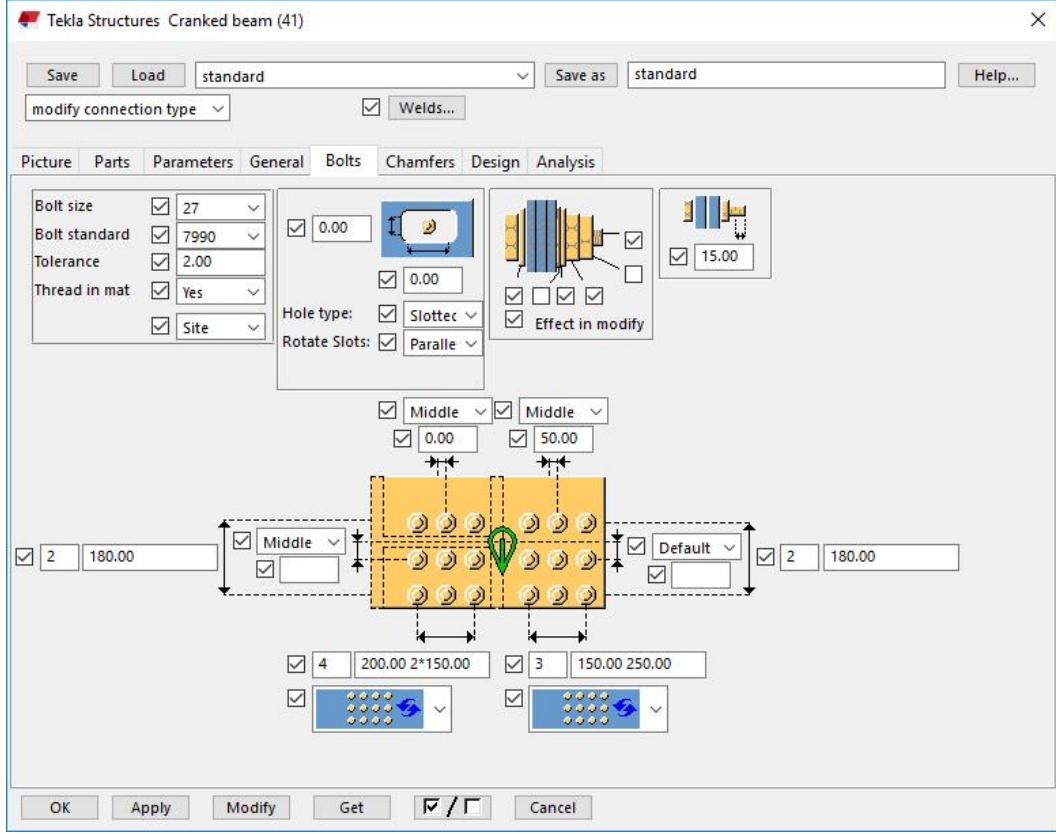 Tekla Structures Cranked beam (41)
Save Load standard Save as standard Help...
modify connection type Welds...
Picture Parts Parameters General Bolts Chamfers Design Analysis
Bolt size 27
Bolt standard 7990
Tolerance 2.00
Thread in mat Yes
Site
0.00
0.00
Hole type: Slottec
Rotate Slots: Paralle
Effect in modify
15.00
Middle Middle
0.00 50.00
2 180.00 Middle Default 2 180.00
4 200.00 2*150.00 3 150.00 250.00
OK Apply Modify Get / Cancel